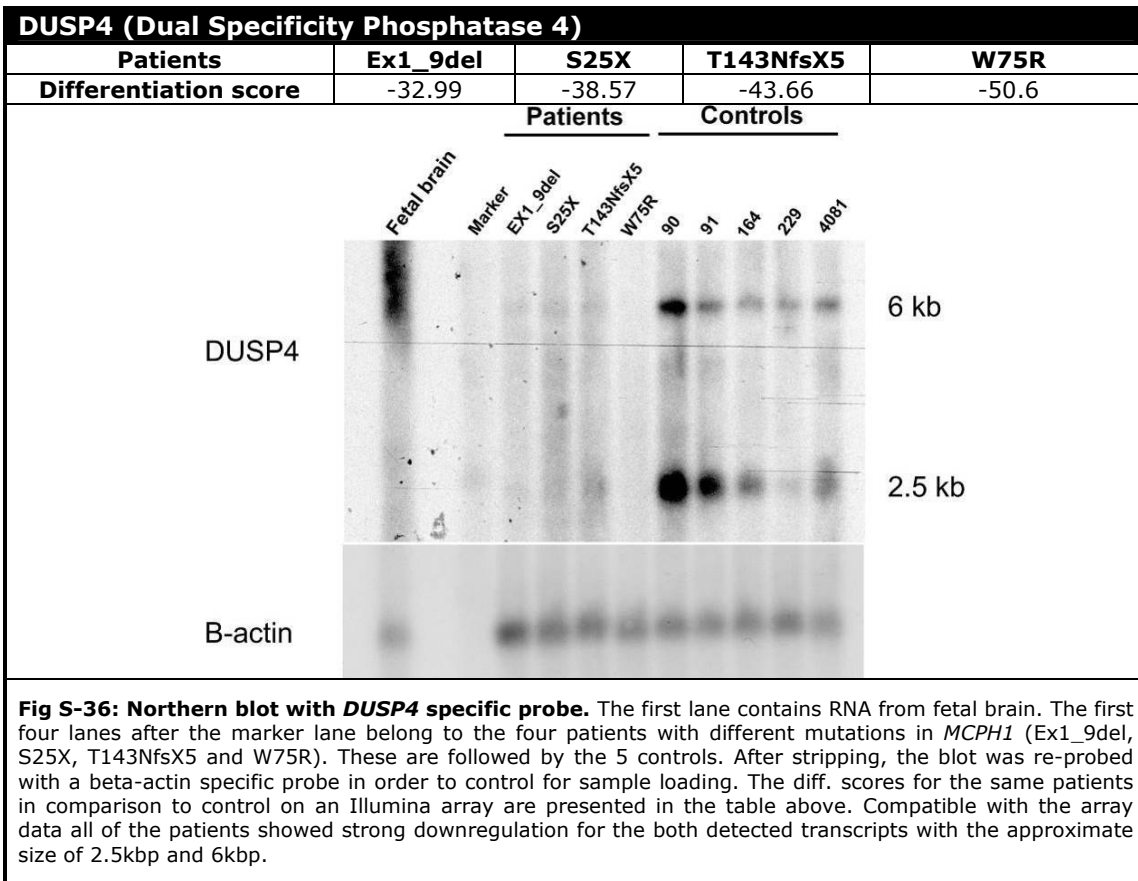 DUSP4 (Dual Specificity Phosphatase 4)
Patients Ex1_9del S25X T143NfsX5 W75R
Differentiation score -32.99 -38.57 -43.66 -50.6
Patients Controls
Fetal brain Marker EX1_9del S25X T143NfsX5 W75R 90 91 164 229 4081
6 kb
DUSP4
2.5 kb
B-actin
Fig S-36: Northern blot with DUSP4 specific probe. The first lane contains RNA from fetal brain. The first
four lanes after the marker lane belong to the four patients with different mutations in MCPH1 (Ex1_9del,
S25X, T143NfsX5 and W75R). These are followed by the 5 controls. After stripping, the blot was re-probed
with a beta-actin specific probe in order to control for sample loading. The diff. scores for the same patients
in comparison to control on an Illumina array are presented in the table above. Compatible with the array
data all of the patients showed strong downregulation for the both detected transcripts with the approximate
size of 2.5kbp and 6kbp.